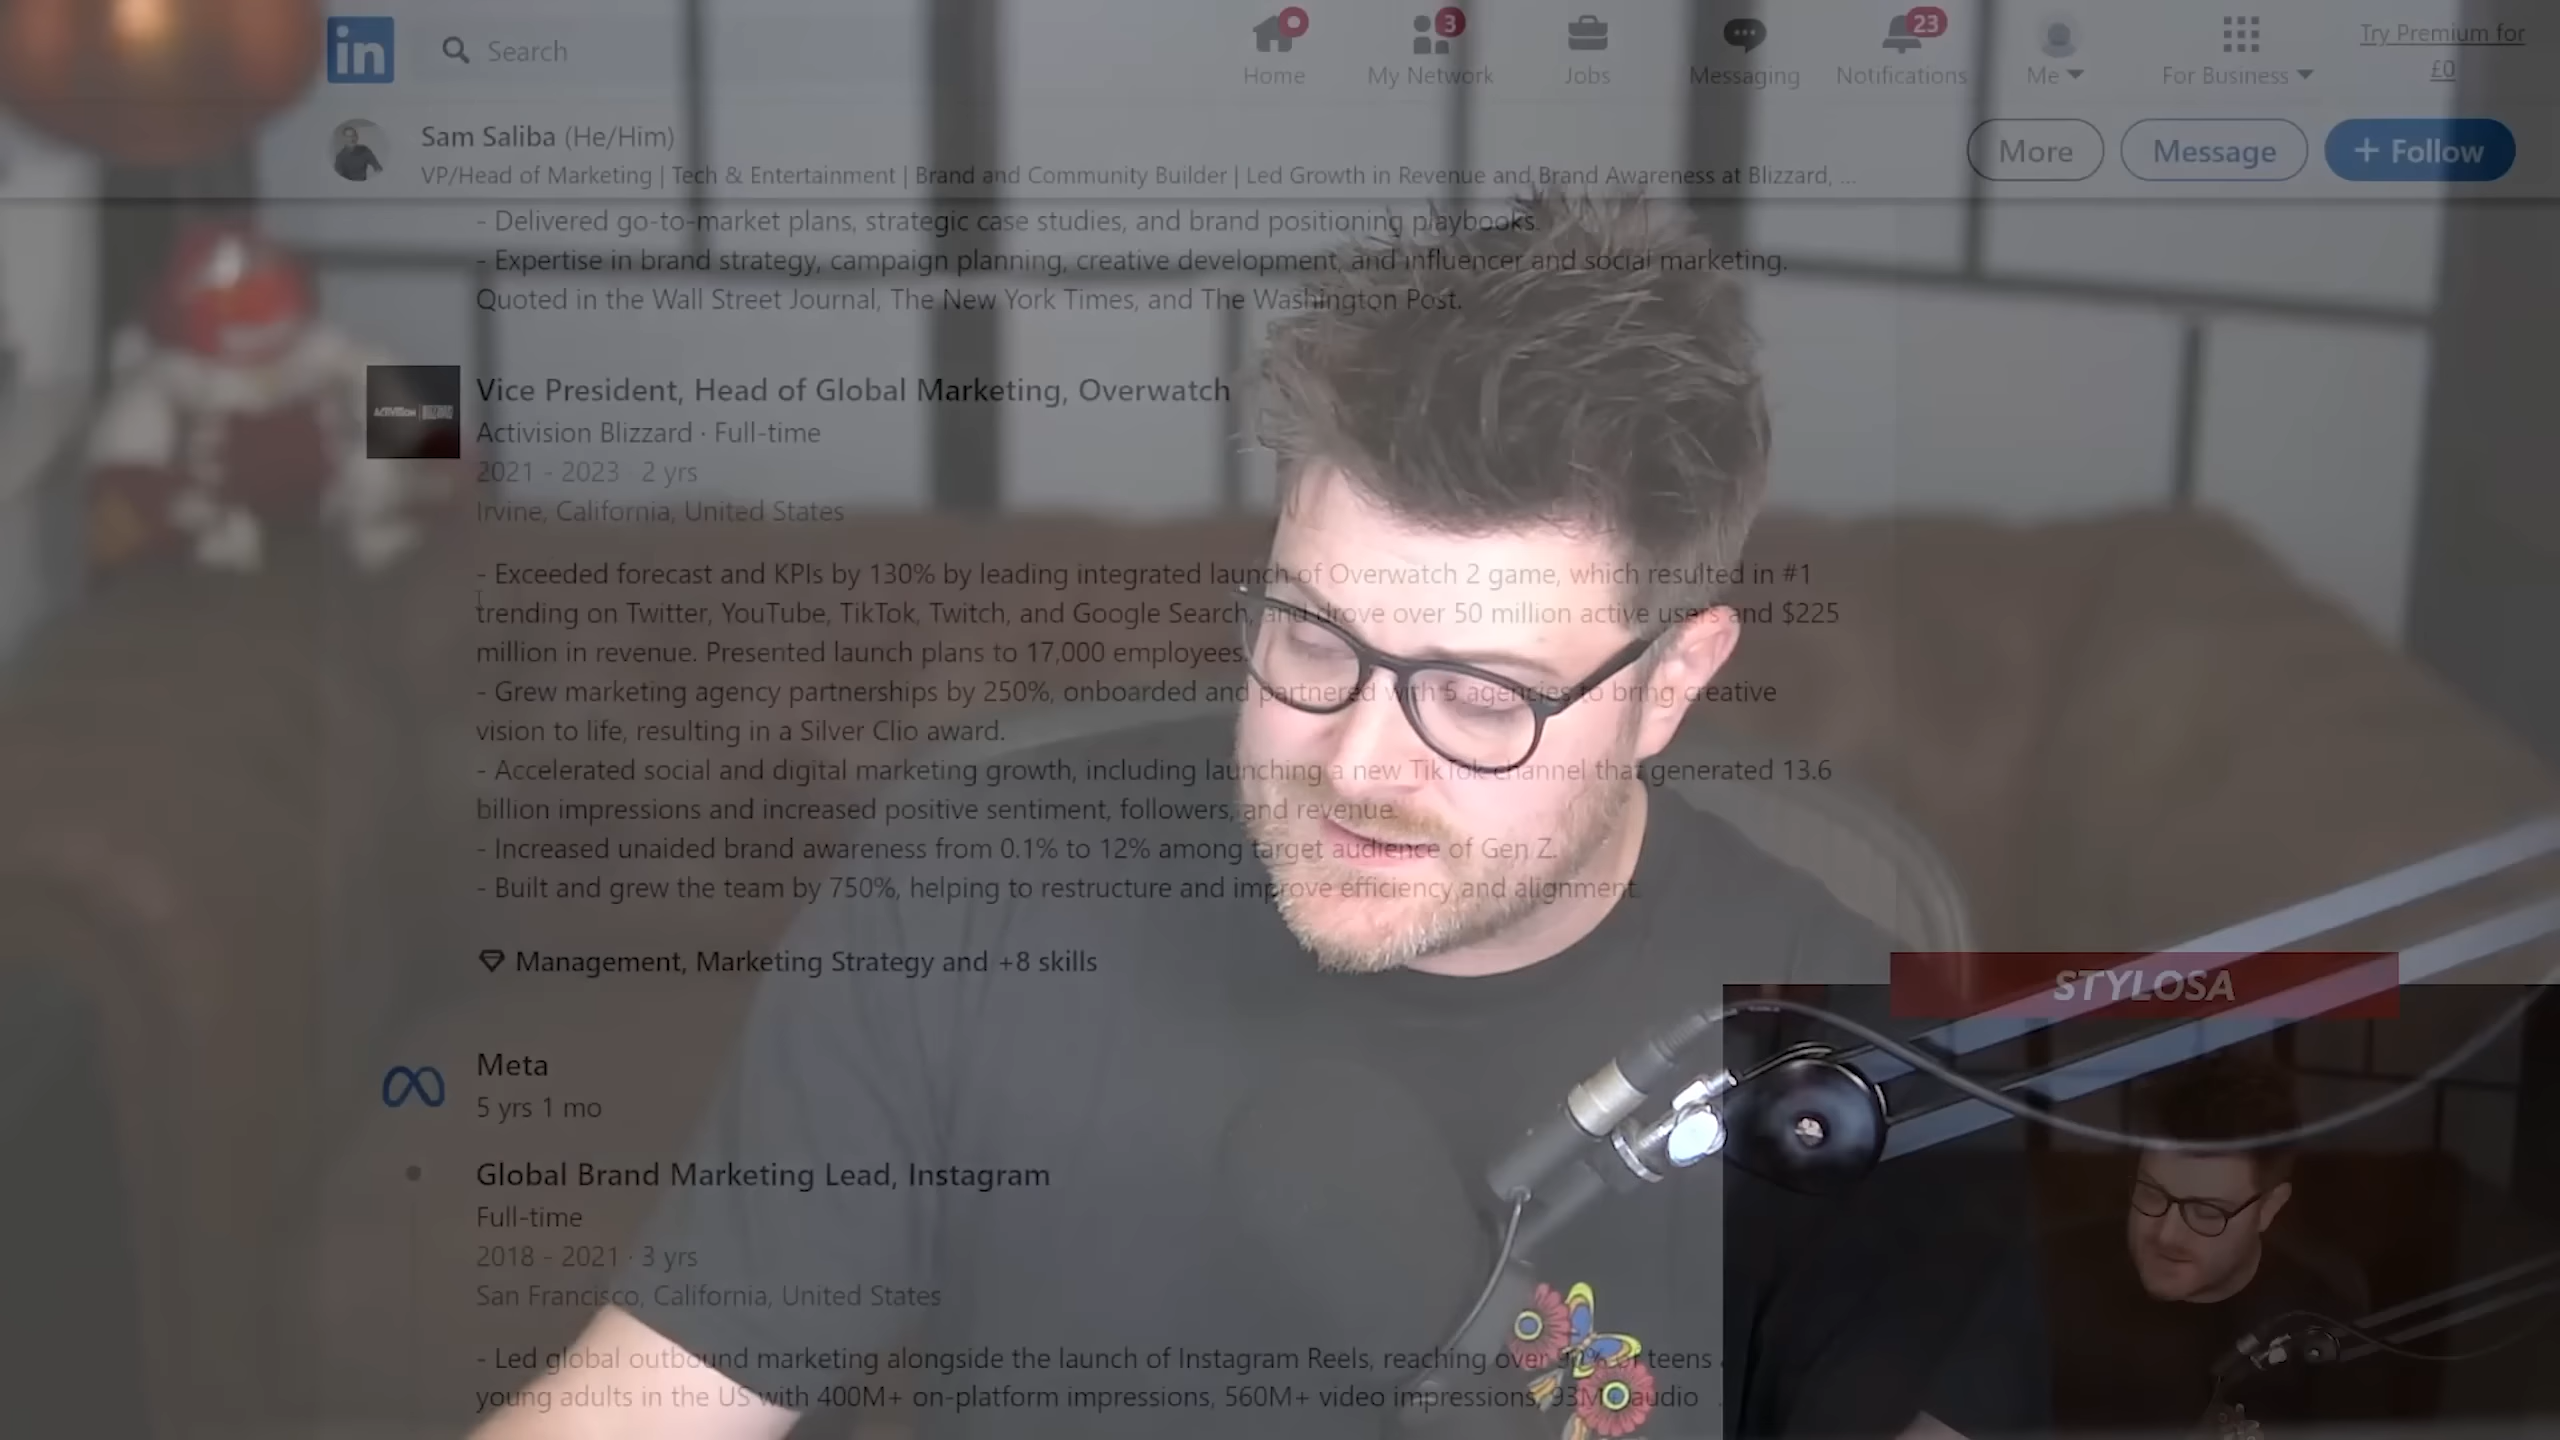 in
Search
Home
3
My Network
Jobs
Messaging
23
Notifications
Me
For Business
Try Premium for
£0
Sam Saliba (He/Him)
VP/Head of Marketing | Tech & Entertainment | Brand and Community Builder | Led Growth in Revenue and Brand Awareness at Blizzard, ...
More
Message
+ Follow
- Delivered go-to-market plans, strategic case studies, and brand positioning playbooks.
- Expertise in brand strategy, campaign planning, creative development, and influencer and social marketing.
Quoted in the Wall Street Journal, The New York Times, and The Washington Post.
ACTIVISION | BLIZZARD
Vice President, Head of Global Marketing, Overwatch
Activision Blizzard · Full-time
2021 - 2023 · 2 yrs
Irvine, California, United States
- Exceeded forecast and KPIs by 130% by leading integrated launch of Overwatch 2 game, which resulted in #1
trending on Twitter, YouTube, TikTok, Twitch, and Google Search, and drove over 50 million active users and $225
million in revenue. Presented launch plans to 17,000 employees.
- Grew marketing agency partnerships by 250%, onboarded and partnered with 5 agencies to bring creative
vision to life, resulting in a Silver Clio award.
- Accelerated social and digital marketing growth, including launching a new TikTok channel that generated 13.6
billion impressions and increased positive sentiment, followers, and revenue.
- Increased unaided brand awareness from 0.1% to 12% among target audience of Gen Z.
- Built and grew the team by 750%, helping to restructure and improve efficiency and alignment.
Management, Marketing Strategy and +8 skills
STYLOSA
Meta
5 yrs 1 mo
Global Brand Marketing Lead, Instagram
Full-time
2018 - 2021 · 3 yrs
San Francisco, California, United States
- Led global outbound marketing alongside the launch of Instagram Reels, reaching over teens
young adults in the US with 400M+ on-platform impressions, 560M+ video impressions, 93M+ audio